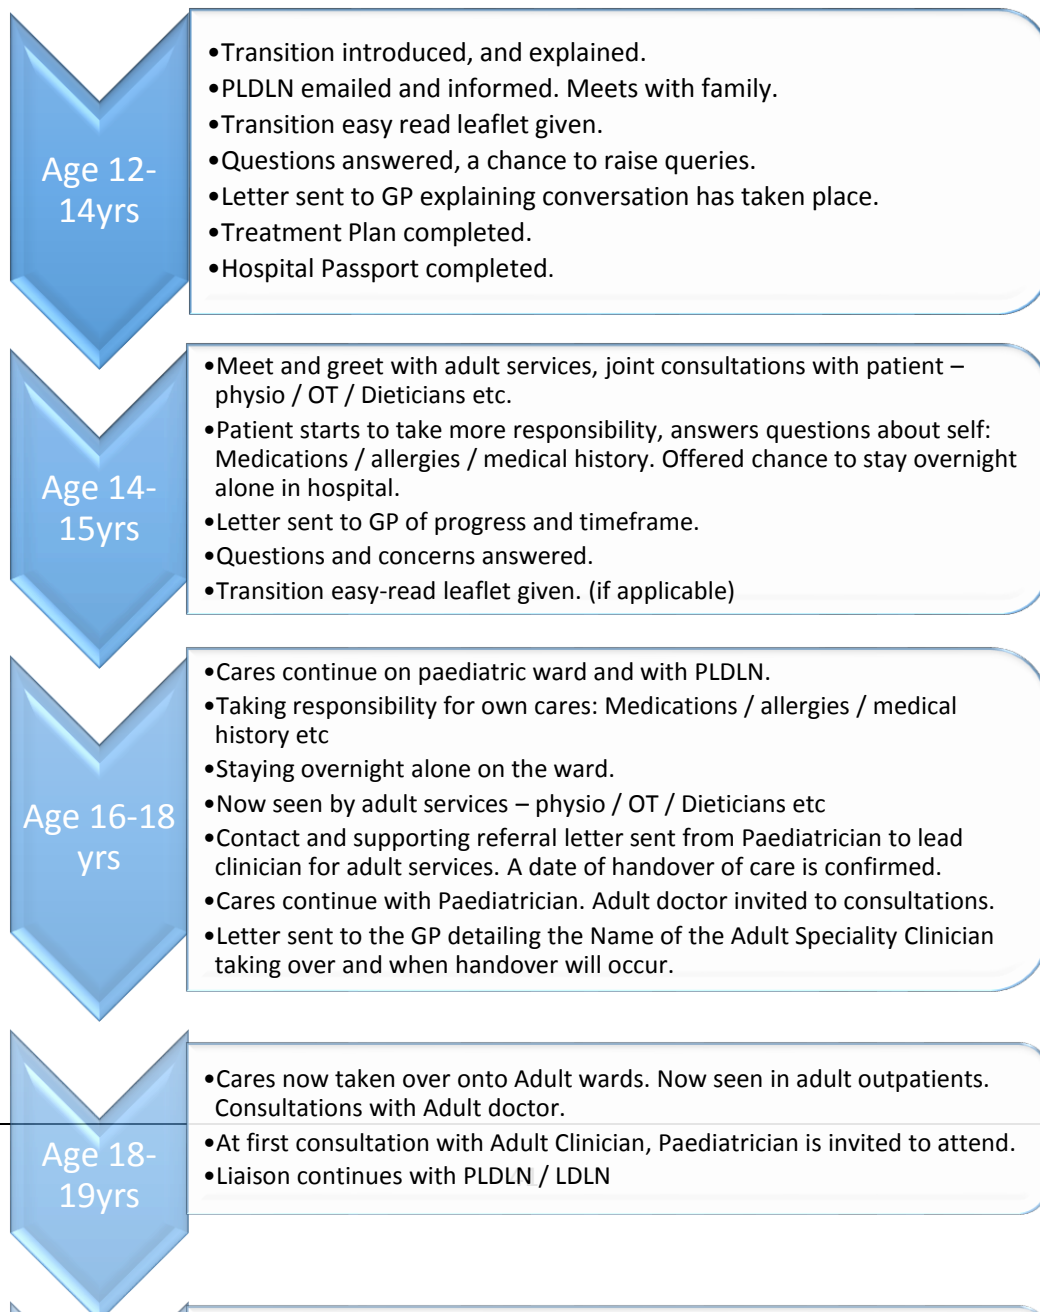 Age 12-
14yrs
•Transition introduced, and explained.
•PLDLN emailed and informed. Meets with family.
•Transition easy read leaflet given.
•Questions answered, a chance to raise queries.
•Letter sent to GP explaining conversation has taken place.
•Treatment Plan completed.
•Hospital Passport completed.
Age 14-
15yrs
•Meet and greet with adult services, joint consultations with patient –
physio / OT / Dieticians etc.
•Patient starts to take more responsibility, answers questions about self:
Medications / allergies / medical history. Offered chance to stay overnight
alone in hospital.
•Letter sent to GP of progress and timeframe.
•Questions and concerns answered.
•Transition easy-read leaflet given. (if applicable)
Age 16-18
yrs
•Cares continue on paediatric ward and with PLDLN.
•Taking responsibility for own cares: Medications / allergies / medical
history etc
•Staying overnight alone on the ward.
•Now seen by adult services – physio / OT / Dieticians etc
•Contact and supporting referral letter sent from Paediatrician to lead
clinician for adult services. A date of handover of care is confirmed.
•Cares continue with Paediatrician. Adult doctor invited to consultations.
•Letter sent to the GP detailing the Name of the Adult Speciality Clinician
taking over and when handover will occur.
Age 18-
19yrs
•Cares now taken over onto Adult wards. Now seen in adult outpatients.
Consultations with Adult doctor.
•At first consultation with Adult Clinician, Paediatrician is invited to attend.
•Liaison continues with PLDLN / LDLN